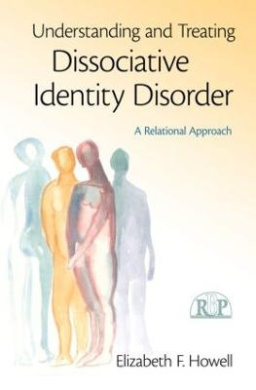 Understanding and Treating
Dissociative
Identity Disorder
A Relational Approach
RP
Elizabeth F. Howell